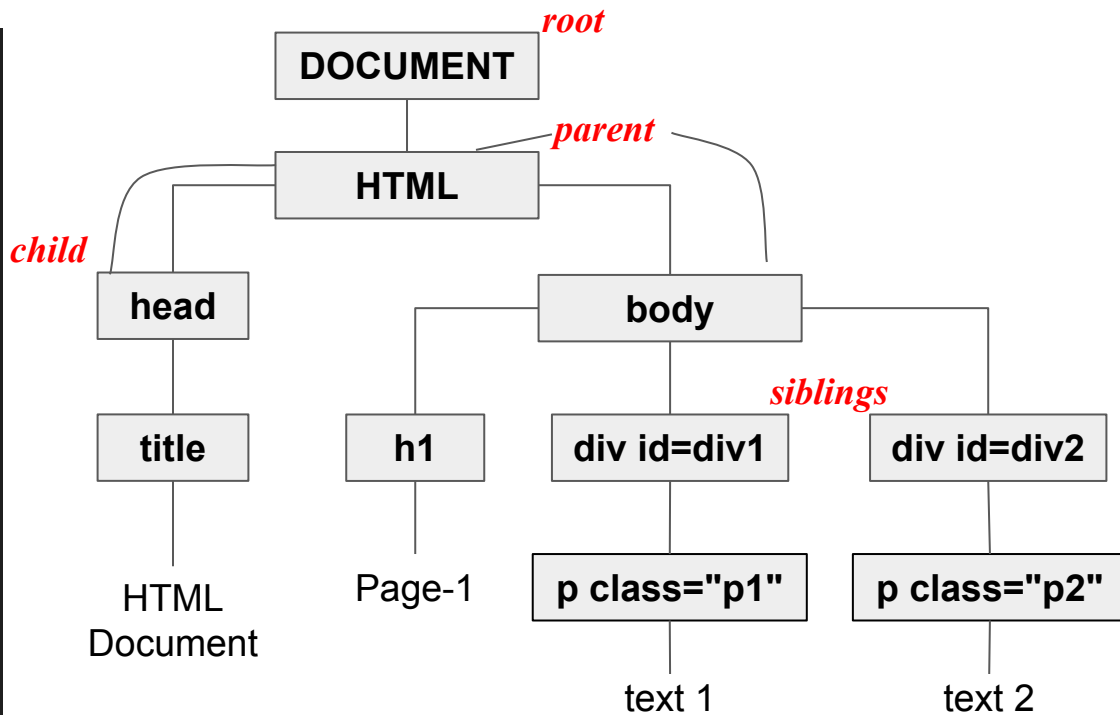 root
DOCUMENT
parent
HTML
child
head
body
siblings
title
h1
div id=div1
div id=div2
HTML
Document
Page-1
p class="p1"
p class="p2"
text 1
text 2